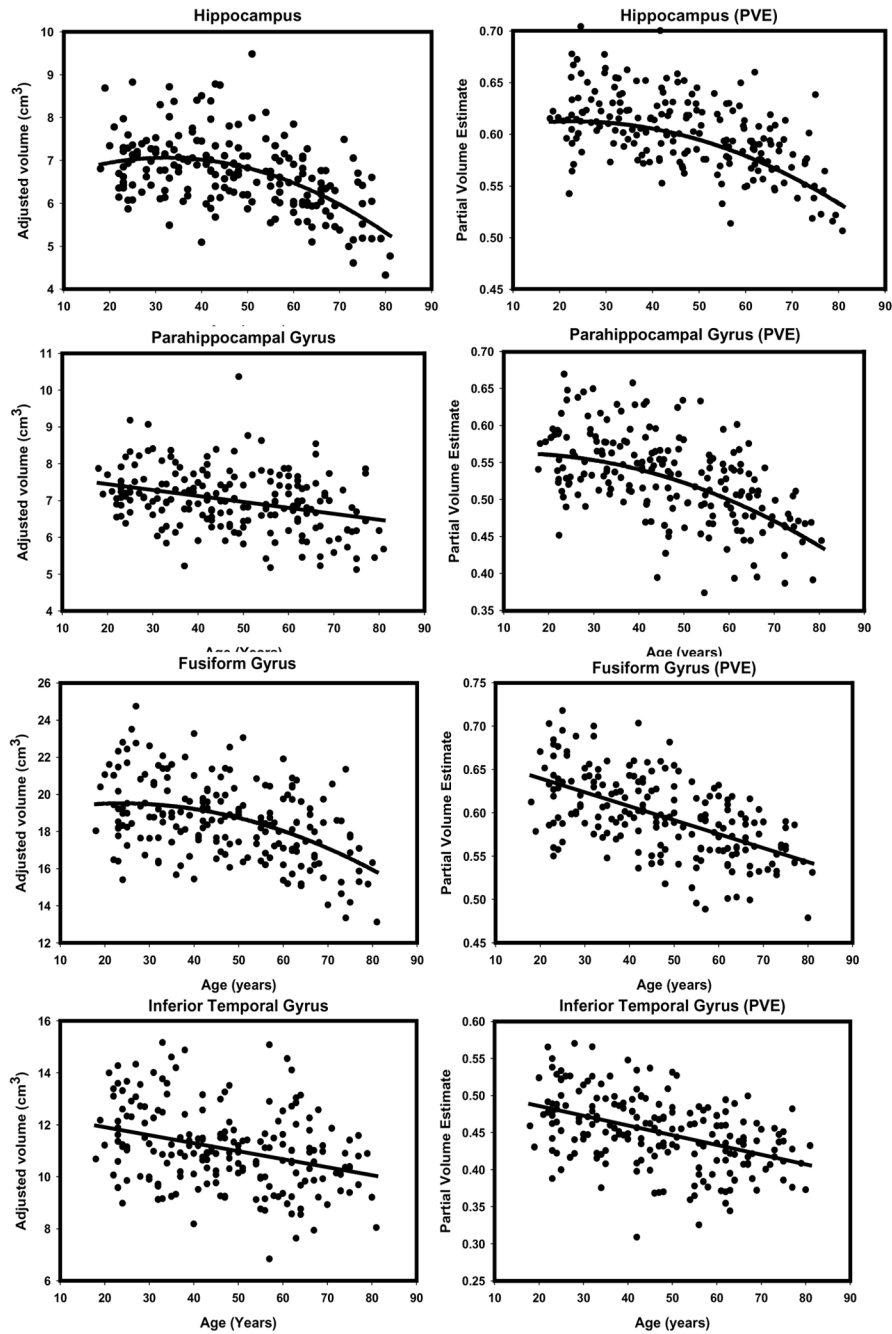 Hippocampus
Hippocampus (PVE)
Adjusted volume (cm3)
10
9
8
7
6
5
4
10 20 30 40 50 60 70 80 90
Partial Volume Estimate
0.70
0.65
0.60
0.55
0.50
0.45
10 20 30 40 50 60 70 80 90
Parahippocampal Gyrus
Parahippocampal Gyrus (PVE)
Adjusted volume (cm3)
11
10
9
8
7
6
5
4
10 20 30 40 50 60 70 80 90
Age (Years)
Partial Volume Estimate
0.70
0.65
0.60
0.55
0.50
0.45
0.40
0.35
10 20 30 40 50 60 70 80 90
Age (years)
Fusiform Gyrus
Fusiform Gyrus (PVE)
Adjusted volume (cm3)
26
24
22
20
18
16
14
12
10 20 30 40 50 60 70 80 90
Age (years)
Partial Volume Estimate
0.75
0.70
0.65
0.60
0.55
0.50
0.45
10 20 30 40 50 60 70 80 90
Age (years)
Inferior Temporal Gyrus
Inferior Temporal Gyrus (PVE)
Adjusted volume (cm3)
16
14
12
10
8
6
10 20 30 40 50 60 70 80 90
Age (Years)
Partial Volume Estimate
0.60
0.55
0.50
0.45
0.40
0.35
0.30
0.25
10 20 30 40 50 60 70 80 90
Age (years)